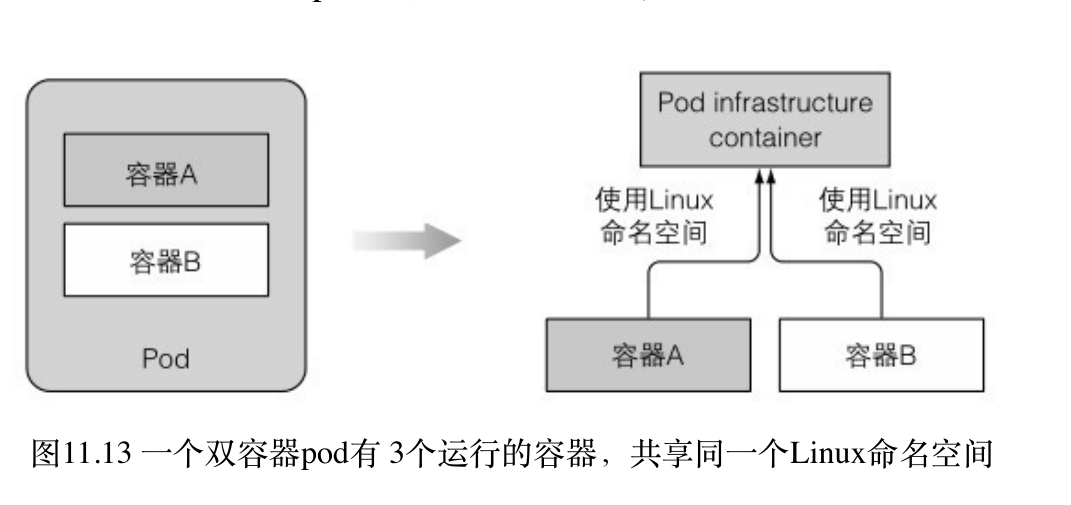 容器A
容器B
Pod
Pod infrastructure
container
使用Linux
命名空间
使用Linux
命名空间
容器A
容器B
图11.13 一个双容器pod有 3个运行的容器，共享同一个Linux命名空间